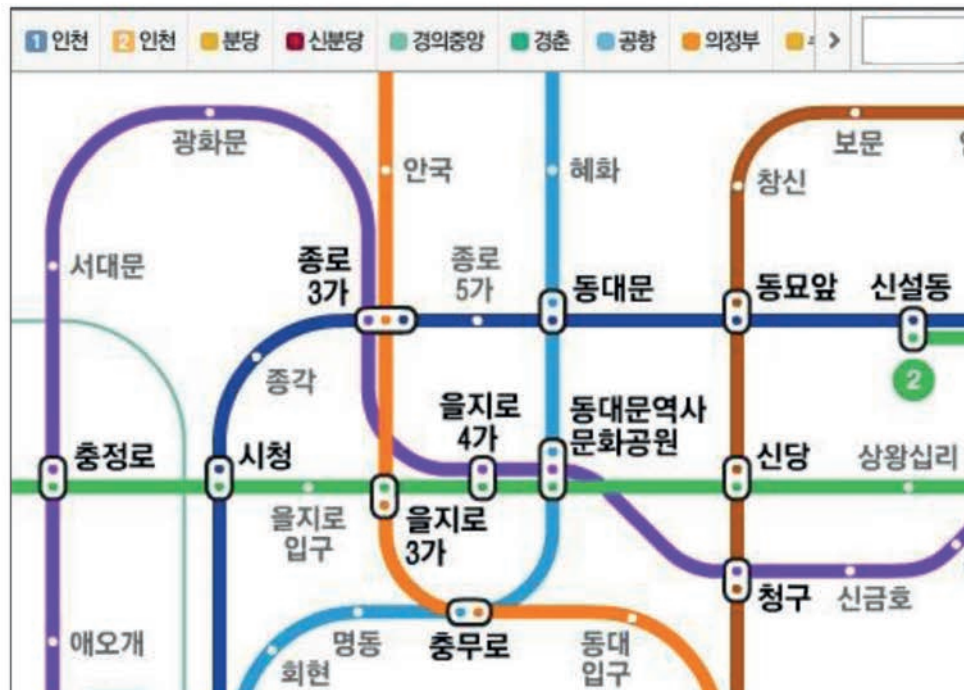 1 인천 2 인천 분당 신분당 경의중앙 경춘 공항 의정부
광화문
안국
혜화
보문
창신
서대문
종로
3가
종로
5가
동대문
동묘앞
신설동
종각
2
을지로
4가
동대문역사
문화공원
충정로
시청
신당
상왕십리
을지로
입구
을지로
3가
청구
신금호
애오개
명동
충무로
동대
입구
회현